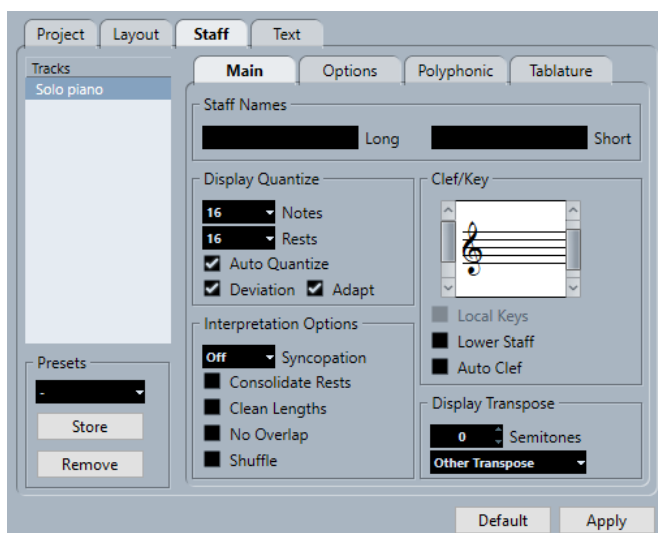 Project Layout Staff Text
Tracks
Solo piano
Presets
-
Store
Remove
Main Options Polyphonic Tablature
Staff Names
Long Short
Display Quantize
16 Notes
16 Rests
Auto Quantize
Deviation Adapt
Interpretation Options
Off Syncopation
Consolidate Rests
Clean Lengths
No Overlap
Shuffle
Clef/Key
Local Keys
Lower Staff
Auto Clef
Display Transpose
0 Semitones
Other Transpose
Default Apply